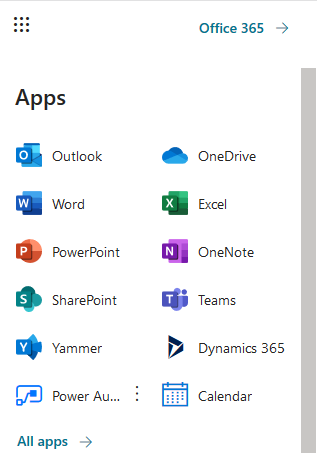 Office 365
Apps
Outlook
OneDrive
Word
Excel
PowerPoint
OneNote
SharePoint
Teams
Yammer
Dynamics 365
Power Au...
Calendar
All apps